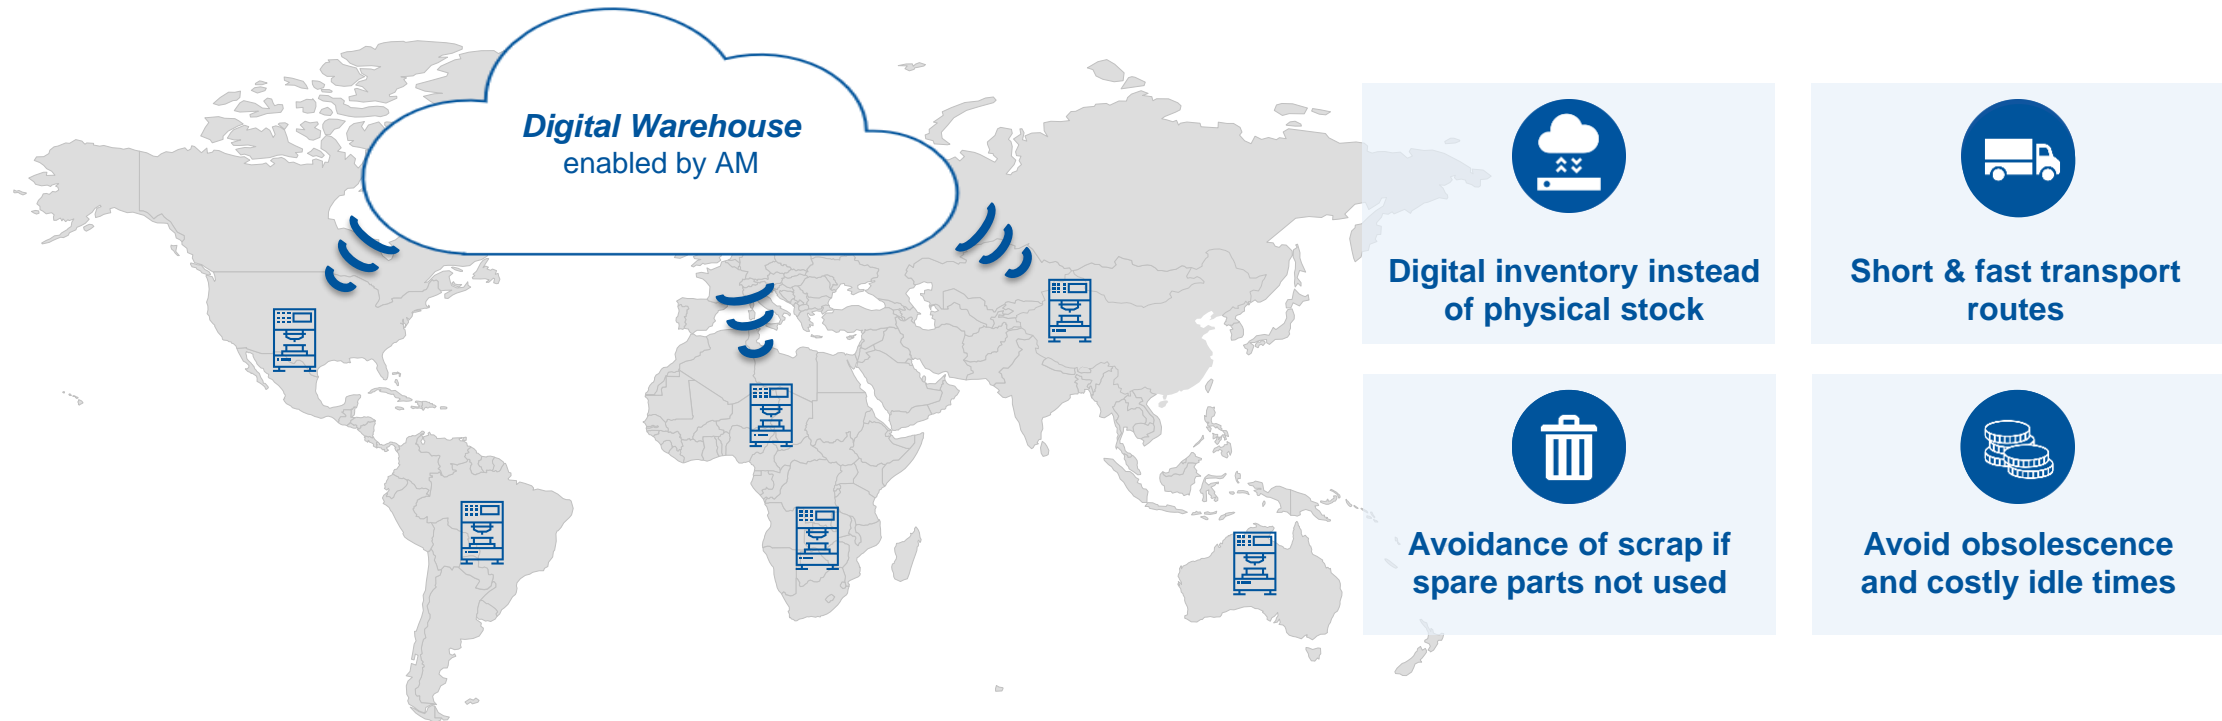 Digital Warehouse
enabled by AM
Digital inventory instead
of physical stock
Short & fast transport
routes
Avoidance of scrap if
spare parts not used
Avoid obsolescence
and costly idle times